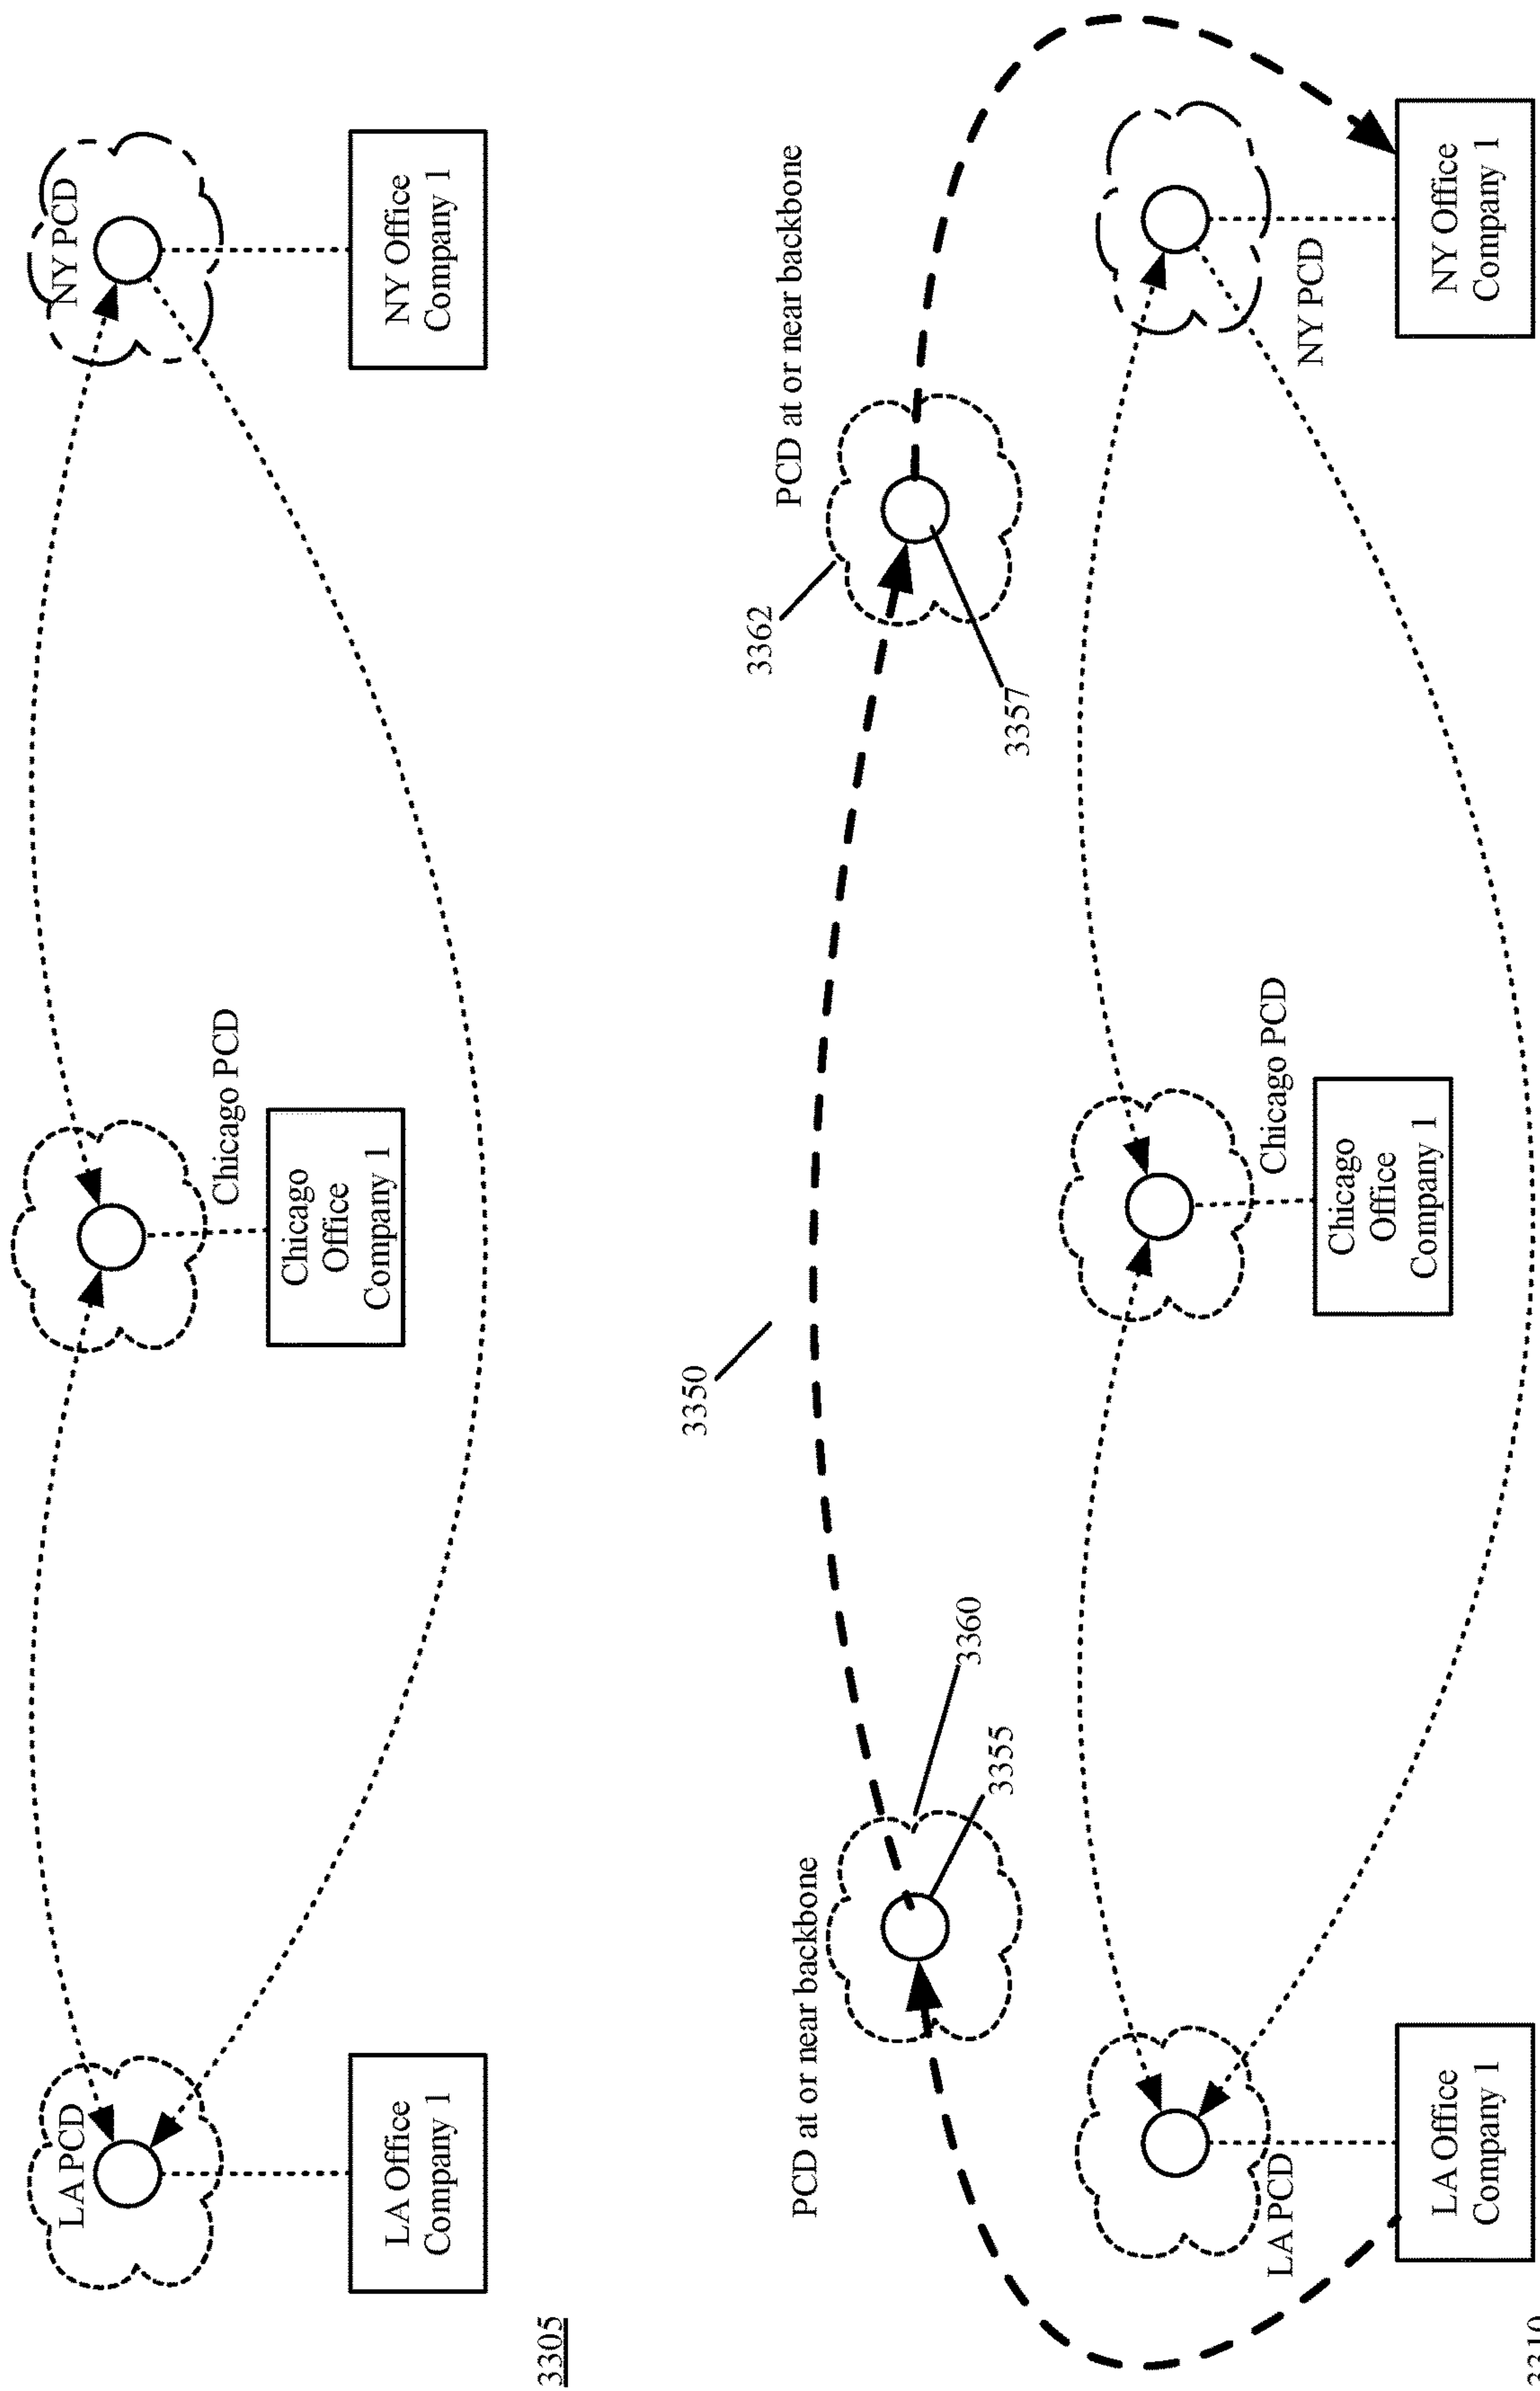 LA PCD
NY PCD
Chicago PCD
LA Office
Company 1
Chicago
Office
Company 1
NY Office
Company 1
3305
3350
3362
PCD at or near backbone
PCD at or near backbone
3360
3355
3357
LA PCD
Chicago PCD
NY PCD
LA Office
Company 1
Chicago
Office
Company 1
NY Office
Company 1
3310